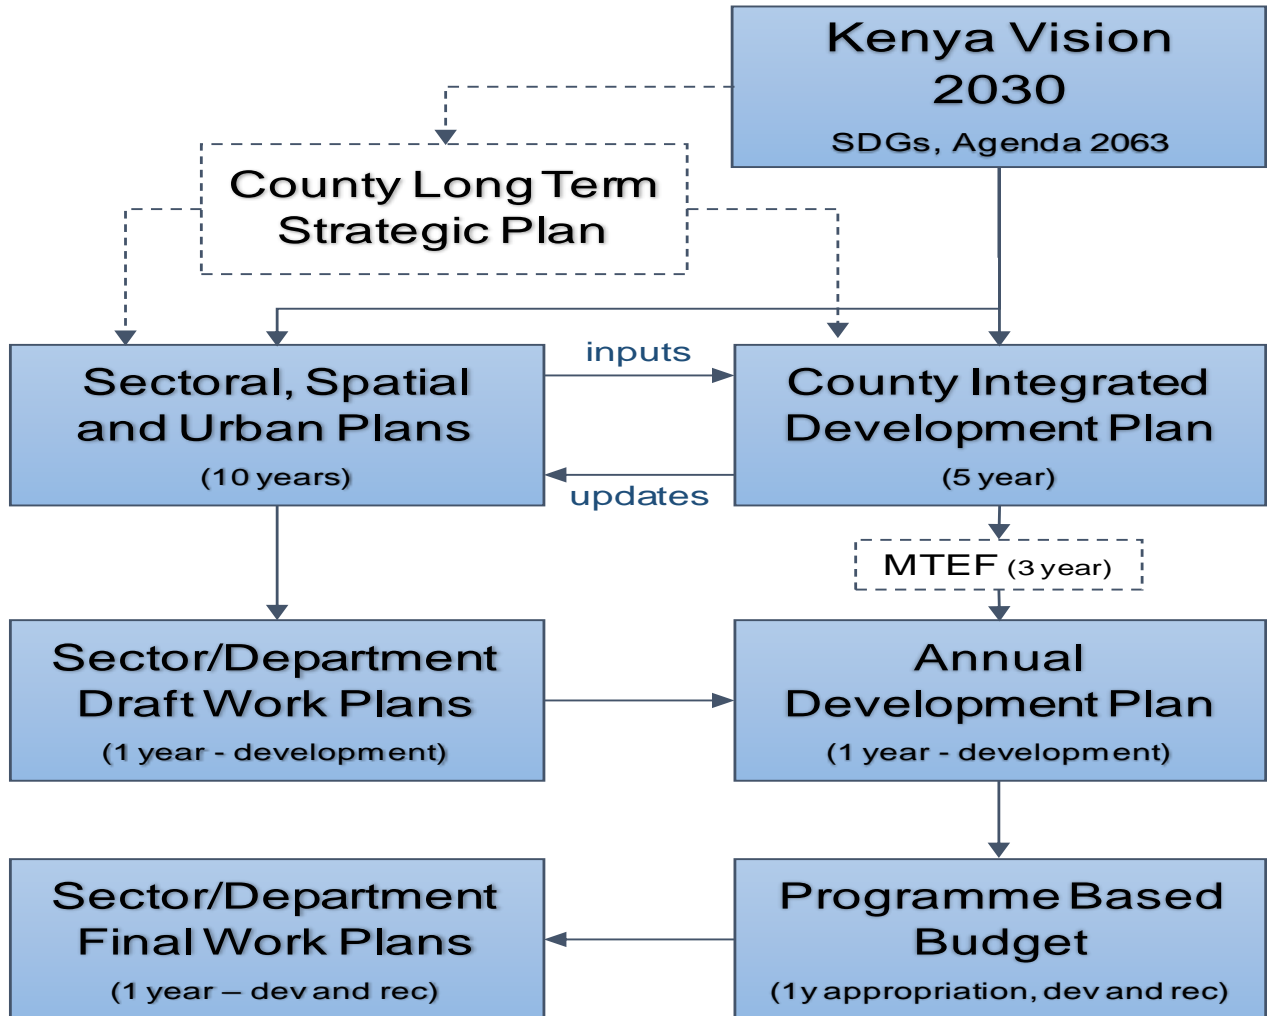 Kenya Vision
2030
SDGs, Agenda 2063
County Long Term
Strategic Plan
Sectoral, Spatial
and Urban Plans
(10 years)
inputs
updates
County Integrated
Development Plan
(5 year)
MTEF (3 year)
Sector/Department
Draft Work Plans
(1 year - development)
Annual
Development Plan
(1 year - development)
Sector/Department
Final Work Plans
(1 year – dev and rec)
Programme Based
Budget
(1y appropriation, dev and rec)